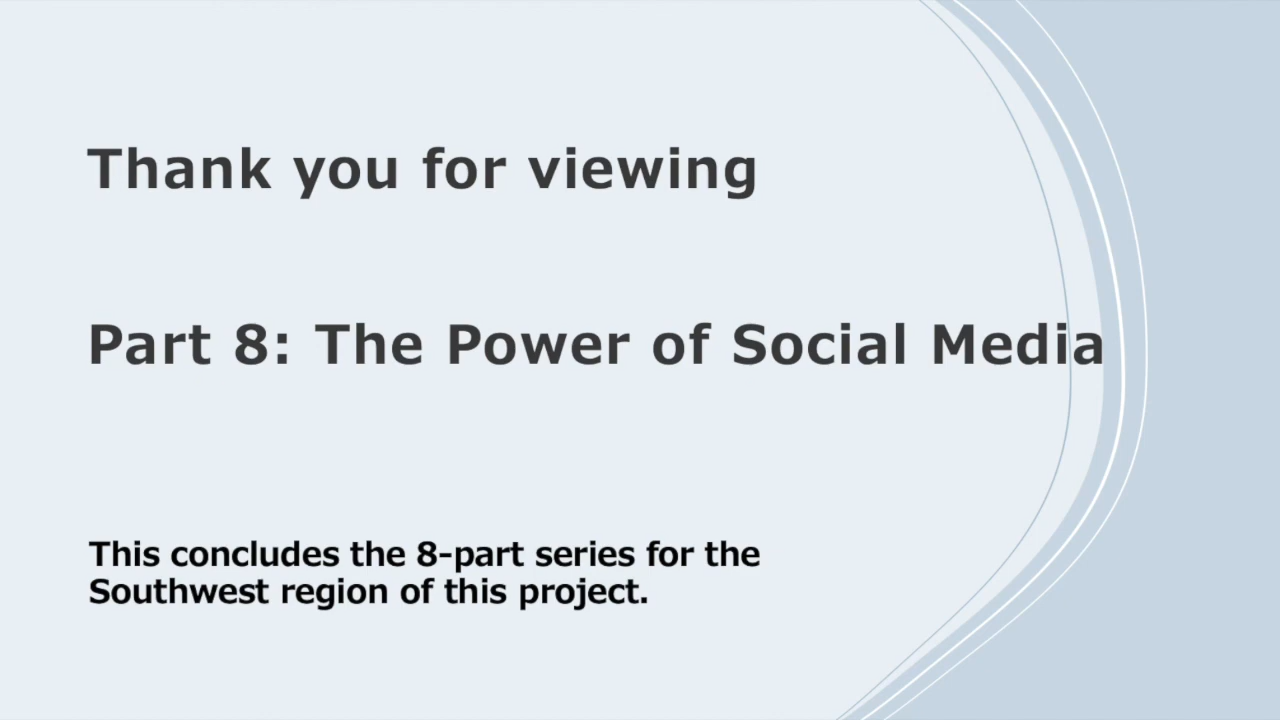 Thank you for viewing
Part 8: The Power of Social Media
This concludes the 8-part series for the
Southwest region of this project.